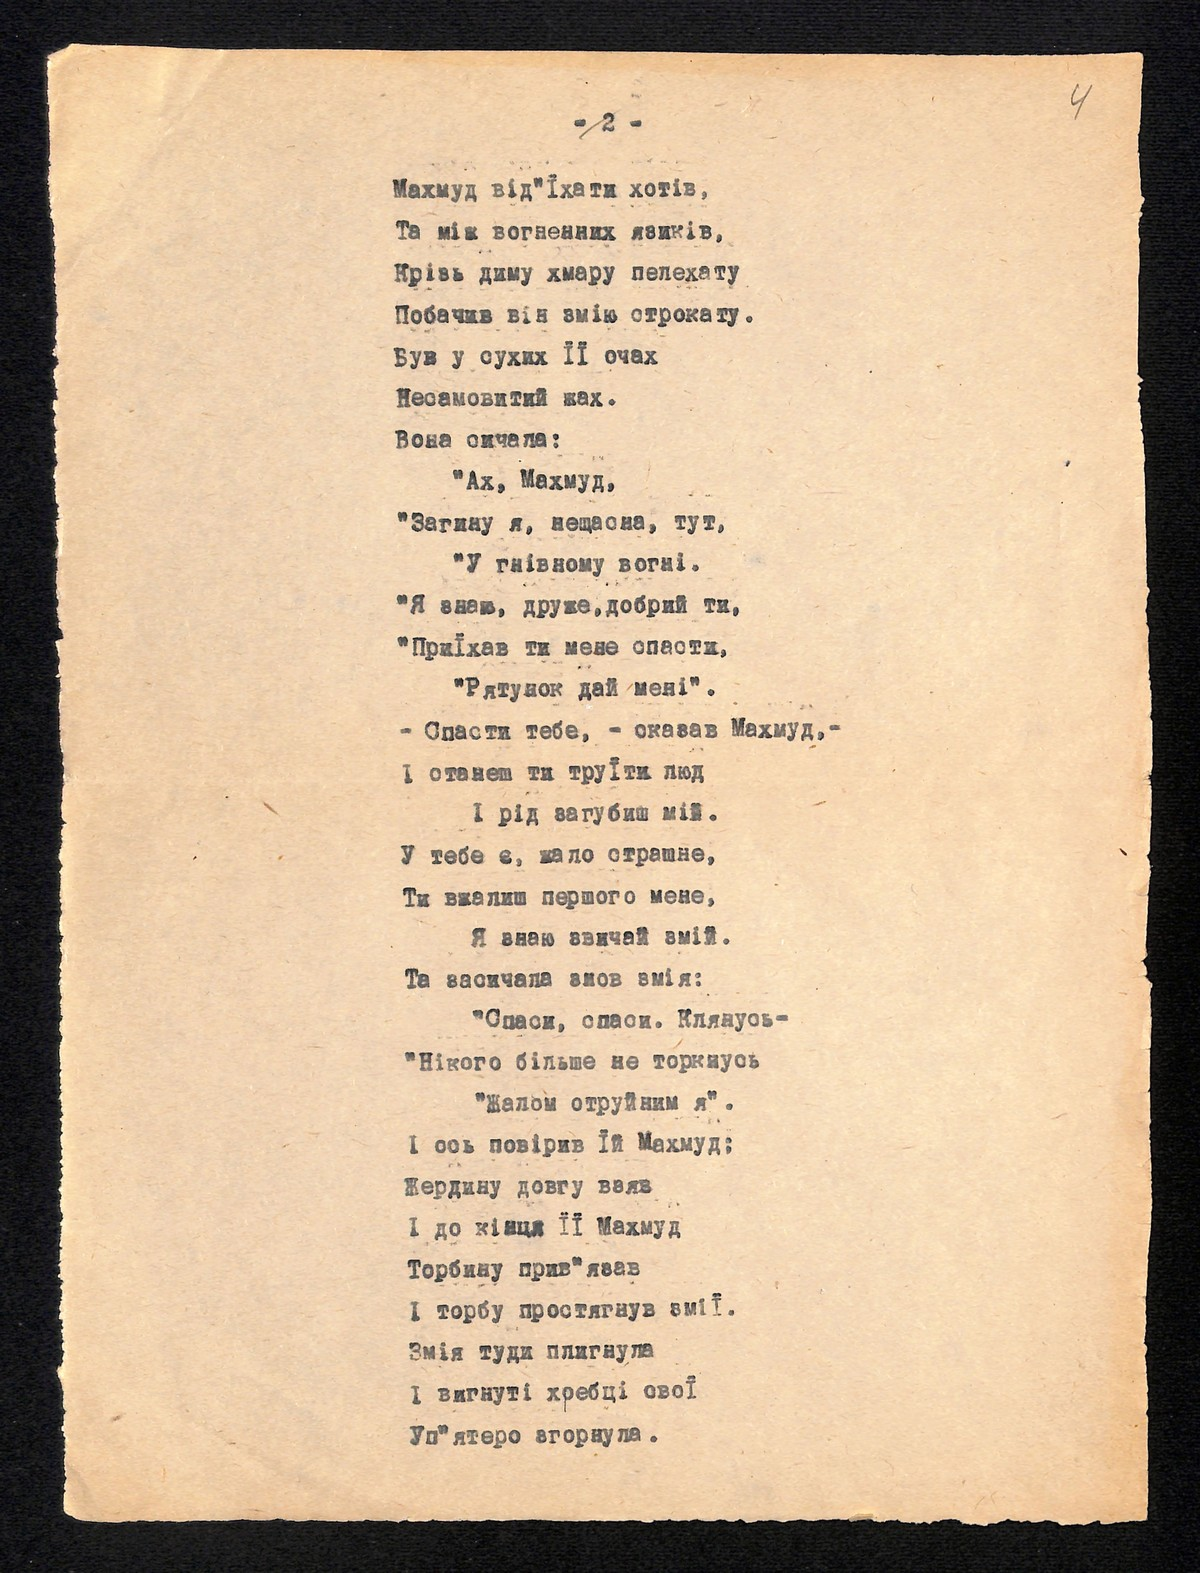 4
- 2 -
Махмуд від"їхати хотів,
Та між вогненних язиків,
Крізь диму хмару пелехату
Побачив він змію строкату.
Був у сухих її очах
Несамовитий жах.
Вона сичала:
"Ах, Махмуд,
"Загину я, нещасна, тут,
"У гнівному вогні.
"Я знаю, друже,добрий ти,
"Приїхав ти мене спасти,
"Рятунок дай мені".
- Спасти тебе, - сказав Махмуд,-
І станеш ти труїти люд
І рід загубиш мій.
У тебе є, жало страшне,
Ти вжалиш першого мене,
Я знаю звичай змій.
Та засичала знов змія:
"Спаси, спаси. Клянусь-
"Нікого більше не торкнусь
"Жалом отруйним я".
І ось повірив їй Махмуд;
Жердину довгу взяв
І до кінця її Махмуд
Торбину прив"язав
І торбу простягнув змії.
Змія туди плигнула
І вигнуті хребці свої
Уп"ятеро згорнула.